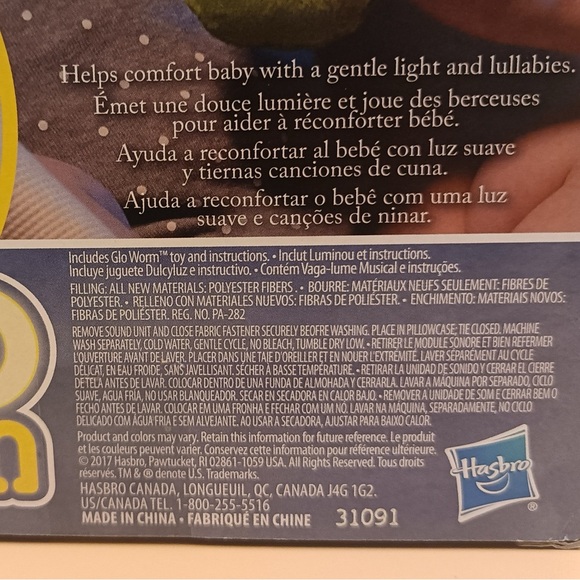 Helps comfort baby with a gentle light and lullabies.
Émet une douce lumière et joue des berceuses
pour aider à réconforter bébé.
Ayuda a reconfortar al bebé con luz suave
y tiernas canciones de cuna.
Ajuda a reconfortar o bebê com uma luz
suave e canções de ninar.
Includes Glo Worm™ toy and instructions. • Inclut Luminou et instructions.
Incluye juguete Dulcyluz e instructivo. • Contém Vaga-lume Musical e instruções.
FILLING: ALL NEW MATERIALS: POLYESTER FIBERS. • BOURRE: MATÉRIAUX NEUFS SEULEMENT: FIBRES DE
POLYESTER. • RELLENO CON MATERIALES NUEVOS: FIBRAS DE POLIÉSTER. • ENCHIMENTO: MATERIAIS NOVOS:
FIBRAS DE POLIÉSTER. REG. NO. PA-282
REMOVE SOUND UNIT AND CLOSE FABRIC FASTENER SECURELY BEOFRE WASHING. PLACE IN PILLOWCASE; TIE CLOSED. MACHINE
WASH SEPARATELY, COLD WATER, GENTLE CYCLE, NO BLEACH, TUMBLE DRY LOW. • RETIRER LE MODULE SONORE ET BIEN REFERMER
L'OUVERTURE AVANT DE LAVER. PLACER DANS UNE TAIE D'OREILLER ET EN NOUER L'EXTRÉMITÉ. LAVER SÉPARÉMENT AU CYCLE
DÉLICAT, EN EAU FROIDE, SANS JAVELLISANT. SÉCHER À BASSE TEMPÉRATURE. • RETIRAR LA UNIDAD DE SONIDO Y CERRAR EL CIERRE
DE TELA ANTES DE LAVAR. COLOCAR DENTRO DE UNA FUNDA DE ALMOHADA Y CERRARLA. LAVAR A MÁQUINA POR SEPARADO, CICLO
SUAVE, AGUA FRÍA, NO USAR BLANQUEADOR. SECAR EN SECADORA EN CALOR BAJO. • REMOVER A UNIDADE DE SOM E CERRAR BEM O
FECHO ANTES DE LAVAR. COLOCAR EM UMA FRONHA E FECHAR COM UM NÓ. LAVAR NA MÁQUINA, SEPARADAMENTE, NO CICLO
DELICADO COM ÁGUA FRIA E SEM ALVEJANTE. AO USAR A SECADORA, AJUSTAR PARA BAIXO CALOR.
Product and colors may vary. Retain this information for future reference. Le produit
et les couleurs peuvent varier. Conservez cette information pour référence ultérieure.
© 2017 Hasbro, Pawtucket, RI 02861-1059 USA. All Rights Reserved. Tous droits
réservés. TM & ® denote U.S. Trademarks.
HASBRO CANADA, LONGUEUIL, QC, CANADA J4G 1G2.
US/CANADA TEL. 1-800-255-5516
MADE IN CHINA • FABRIQUÉ EN CHINE 31091
Hasbro
®